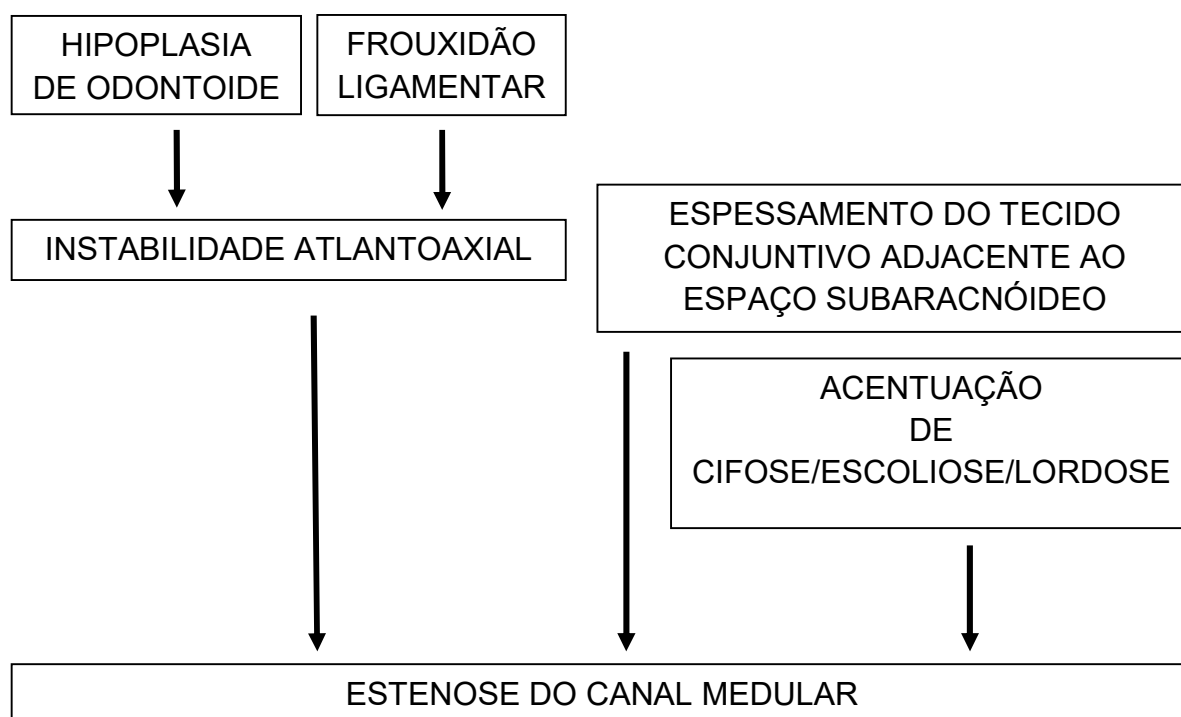 HIPOPLASIA
DE ODONTOIDE
FROUXIDÃO
LIGAMENTAR
INSTABILIDADE ATLANTOAXIAL
ESPESSAMENTO DO TECIDO
CONJUNTIVO ADJACENTE AO
ESPAÇO SUBARACNÓIDEO
ACENTUAÇÃO
DE
CIFOSE/ESCOLIOSE/LORDOSE
ESTENOSE DO CANAL MEDULAR